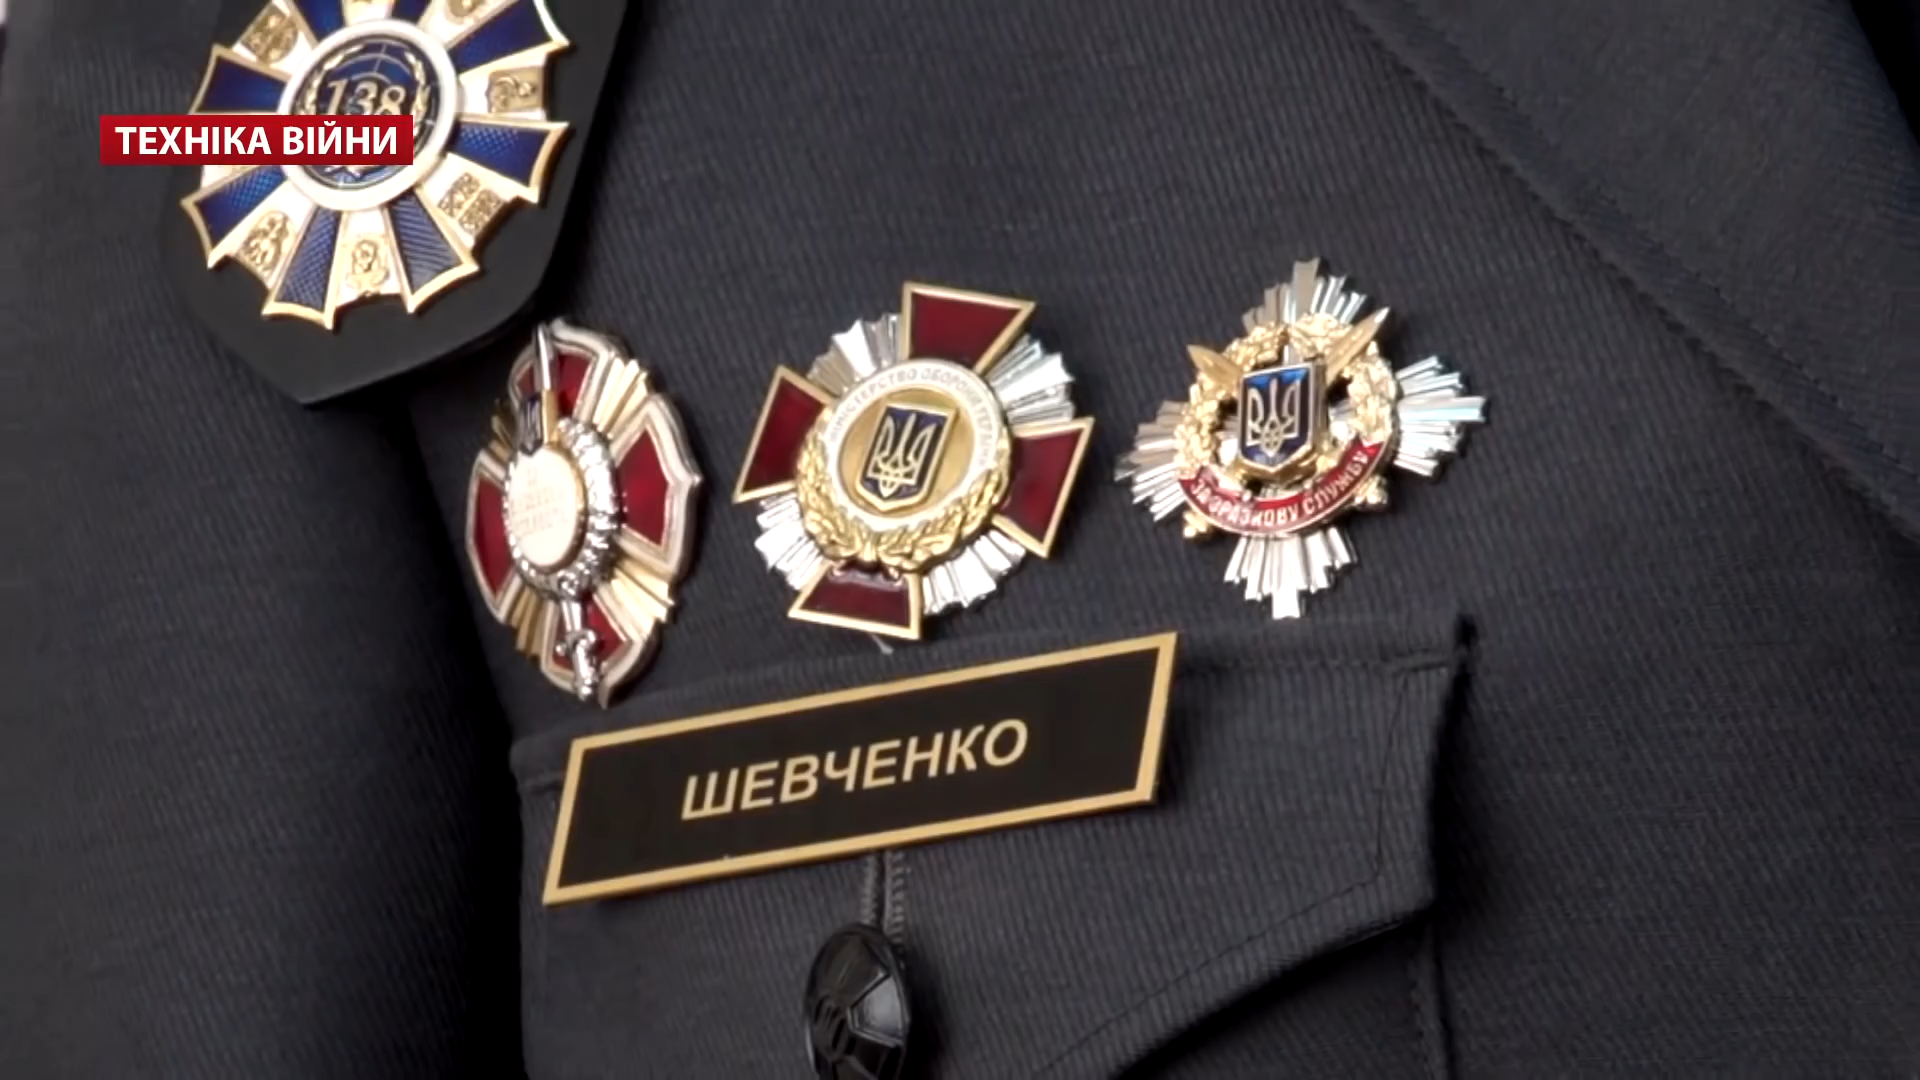 138
ТЕХНІКА ВІЙНИ
МІНІСТЕРСТВО ОБОРОНИ УКРАЇНИ
ЗА ЗРАЗКОВУ СЛУЖБУ
ШЕВЧЕНКО